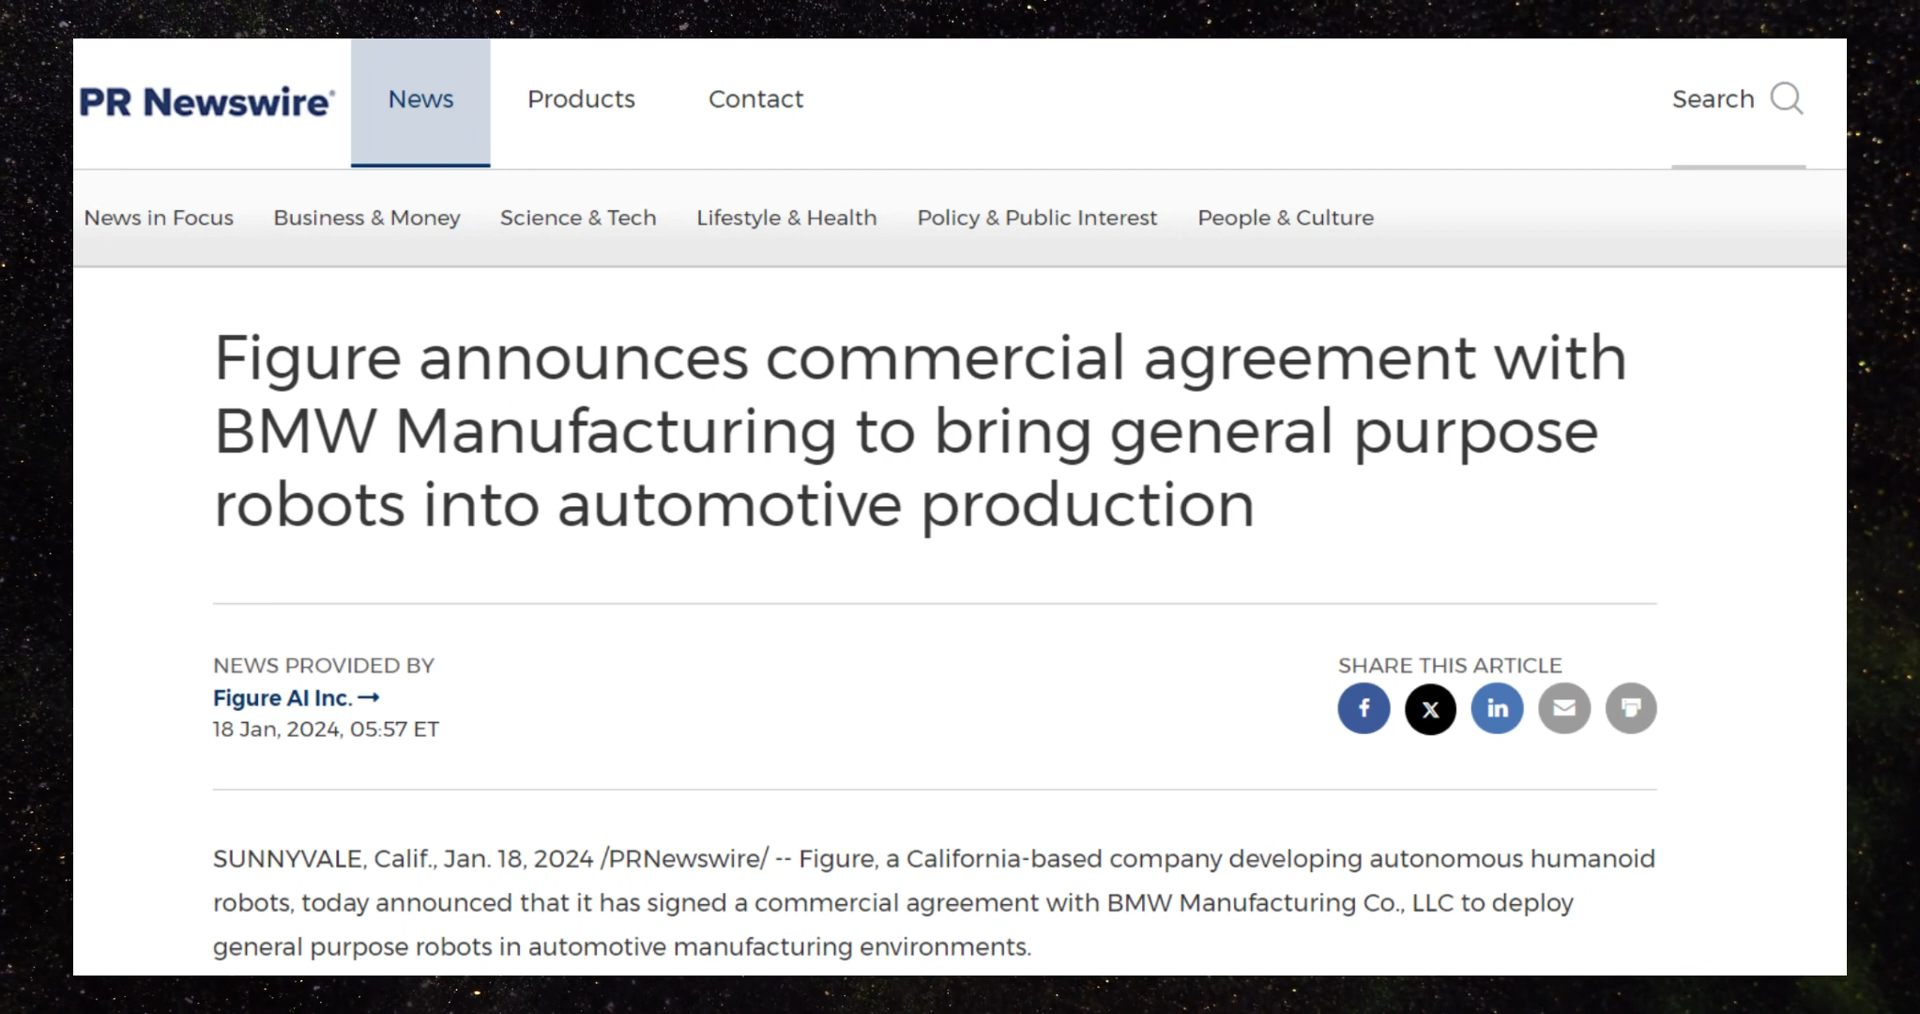 PR Newswire® News Products Contact Search
News in Focus Business & Money Science & Tech Lifestyle & Health Policy & Public Interest People & Culture
Figure announces commercial agreement with
BMW Manufacturing to bring general purpose
robots into automotive production
NEWS PROVIDED BY
Figure AI Inc. →
18 Jan, 2024, 05:57 ET
SHARE THIS ARTICLE
f X in
SUNNYVALE, Calif., Jan. 18, 2024 /PRNewswire/ -- Figure, a California-based company developing autonomous humanoid
robots, today announced that it has signed a commercial agreement with BMW Manufacturing Co., LLC to deploy
general purpose robots in automotive manufacturing environments.